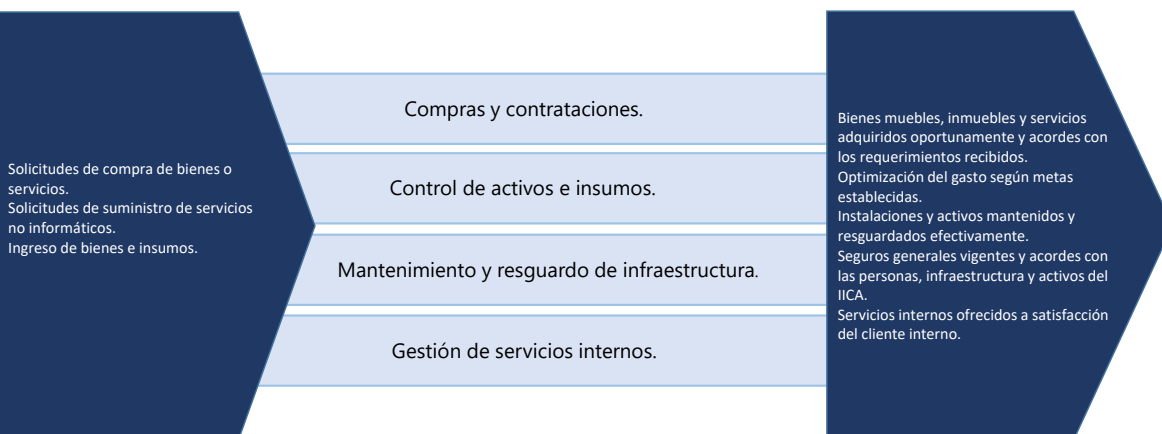 Solicitudes de compra de bienes o
servicios.
Solicitudes de suministro de servicios
no informáticos.
Ingreso de bienes e insumos.
Compras y contrataciones.
Control de activos e insumos.
Mantenimiento y resguardo de infraestructura.
Gestión de servicios internos.
Bienes muebles, inmuebles y servicios
adquiridos oportunamente y acordes con
los requerimientos recibidos.
Optimización del gasto según metas
establecidas.
Instalaciones y activos mantenidos y
resguardados efectivamente.
Seguros generales vigentes y acordes con
las personas, infraestructura y activos del
IICA.
Servicios internos ofrecidos a satisfacción
del cliente interno.